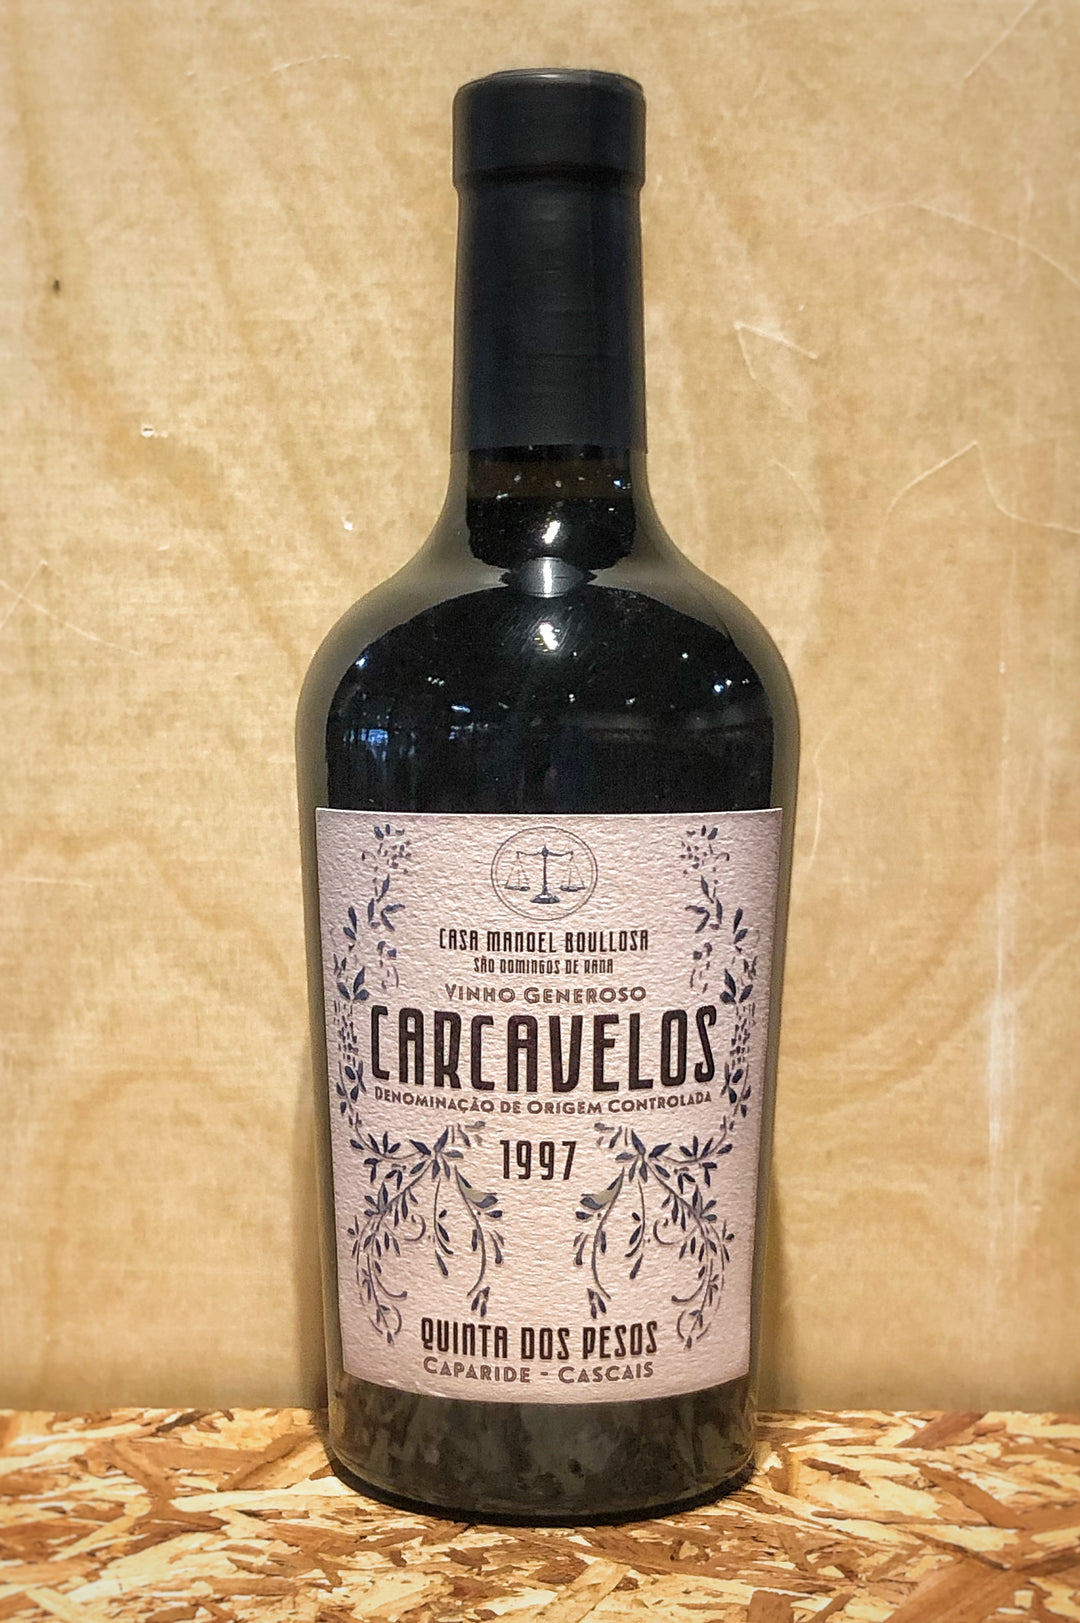 CASA MANOEL BOULLOSA
SÃO DOMINGOS DE RANA
VINHO GENEROSO
CARCAVELOS
DENOMINAÇÃO DE ORIGEM CONTROLADA
1997
QUINTA DOS PESOS
CAPARIDE - CASCAIS